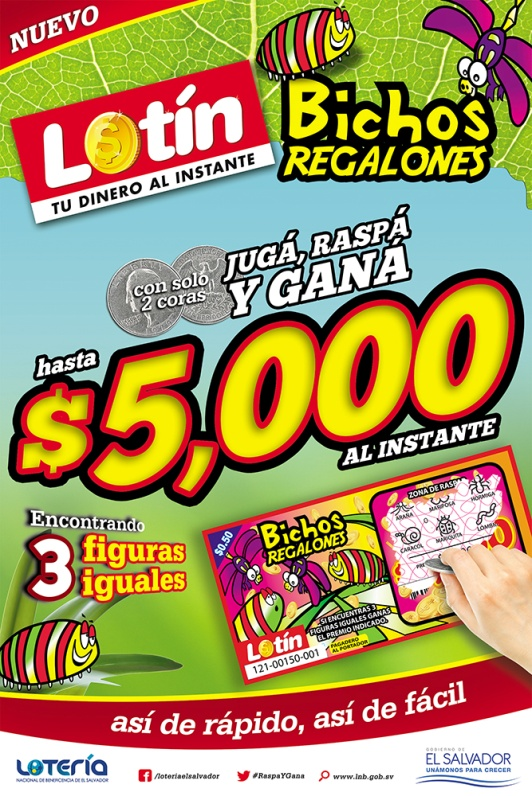 NUEVO
Lotín
TU DINERO AL INSTANTE
Bichos
REGALONES
con solo
2 coras
JUGÁ, RASPÁ
Y GANÁ
hasta
$5,000
AL INSTANTE
Encontrando
3 figuras
iguales
$0.50
Bichos
REGALONES
ZONA DE RASPA
ARAÑA
MARIPOSA
HORMIGA
CARACOL
MARIQUITA
LOMBRI
SI ENCUENTRAS 3
FIGURAS IGUALES GANAS
EL PREMIO INDICADO.
Lotín
PAGADERO
AL PORTADOR
121-00150-001
así de rápido, así de fácil
LOTERÍA
NACIONAL DE BENEFICENCIA DE EL SALVADOR
/loteriaelsalvador
#RaspaYGana
www.lnb.gob.sv
GOBIERNO DE
EL SALVADOR
UNÁMONOS PARA CRECER